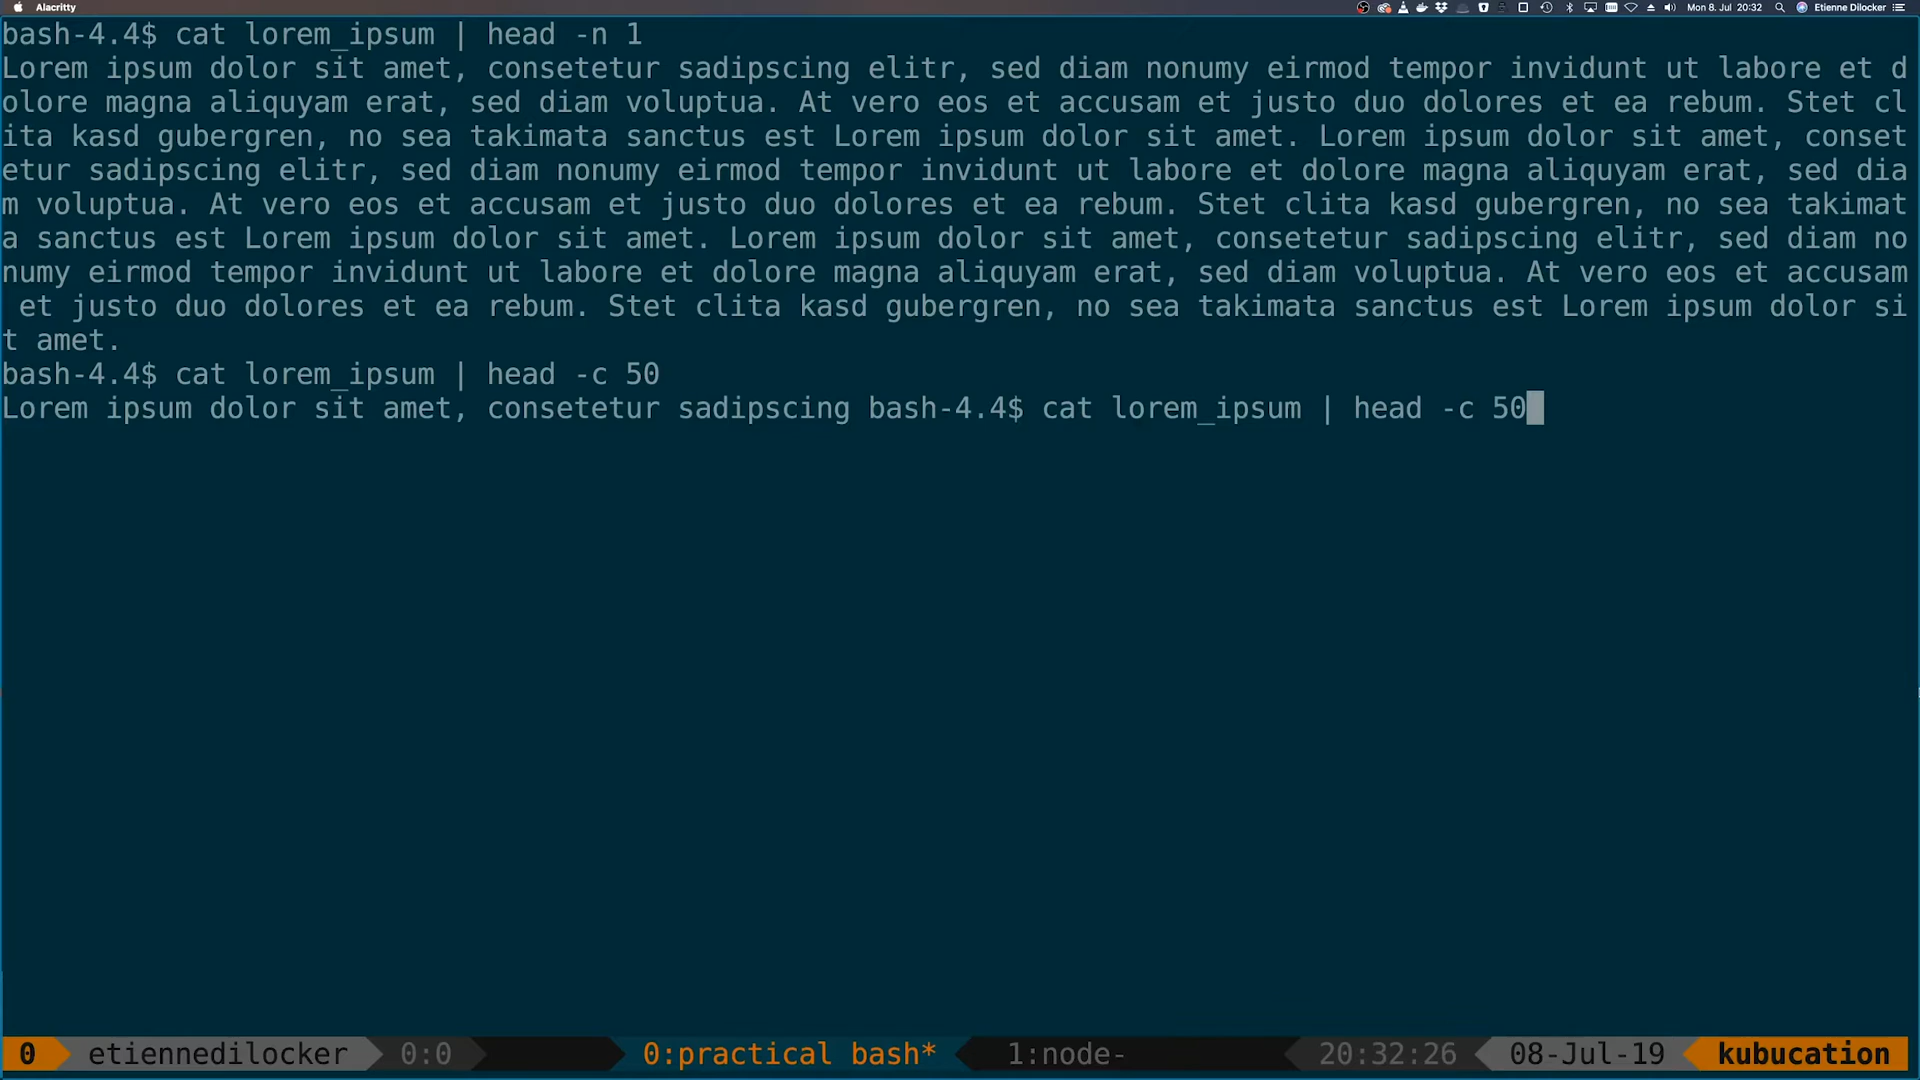 Alacritty Mon 8. Jul 20:32 Etienne Dilocker
bash-4.4$ cat lorem_ipsum | head -n 1
Lorem ipsum dolor sit amet, consetetur sadipscing elitr, sed diam nonumy eirmod tempor invidunt ut labore et d
olore magna aliquyam erat, sed diam voluptua. At vero eos et accusam et justo duo dolores et ea rebum. Stet cl
ita kasd gubergren, no sea takimata sanctus est Lorem ipsum dolor sit amet. Lorem ipsum dolor sit amet, conset
etur sadipscing elitr, sed diam nonumy eirmod tempor invidunt ut labore et dolore magna aliquyam erat, sed dia
m voluptua. At vero eos et accusam et justo duo dolores et ea rebum. Stet clita kasd gubergren, no sea takimat
a sanctus est Lorem ipsum dolor sit amet. Lorem ipsum dolor sit amet, consetetur sadipscing elitr, sed diam no
numy eirmod tempor invidunt ut labore et dolore magna aliquyam erat, sed diam voluptua. At vero eos et accusam
 et justo duo dolores et ea rebum. Stet clita kasd gubergren, no sea takimata sanctus est Lorem ipsum dolor si
t amet.
bash-4.4$ cat lorem_ipsum | head -c 50
Lorem ipsum dolor sit amet, consetetur sadipscing bash-4.4$ cat lorem_ipsum | head -c 50
0 etiennedilocker 0:0 0:practical bash* 1:node- 20:32:26 08-Jul-19 kubucation